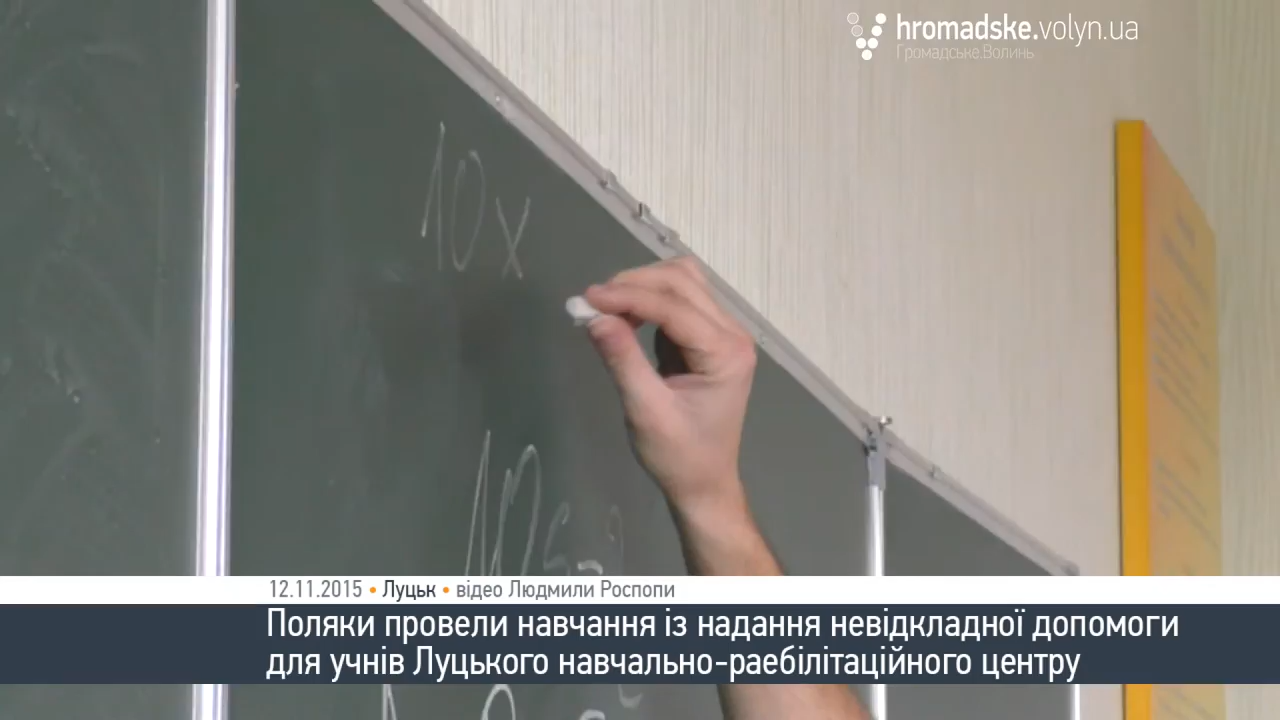 hromadske.volyn.ua
Громадське.Волинь
10x
12.11.2015 • Луцьк • відео Людмили Роспопи
Поляки провели навчання із надання невідкладної допомоги
для учнів Луцького навчально-раебілітаційного центру